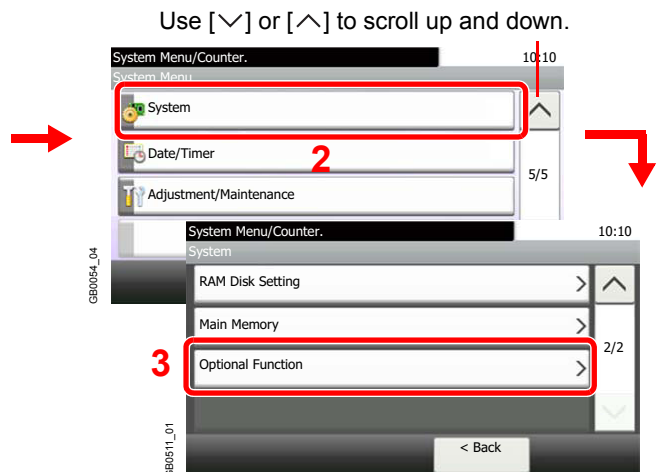 Use [∨] or [∧] to scroll up and down.
System Menu/Counter. 10:10
System Menu
System
Date/Timer
2
5/5
Adjustment/Maintenance
GB0054_04
System Menu/Counter. 10:10
System
RAM Disk Setting
Main Memory
2/2
3
Optional Function
< Back
GB0511_01